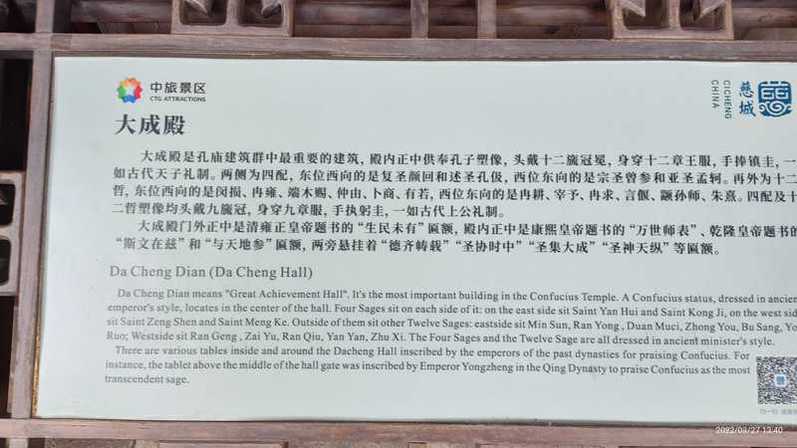 中旅景区
CTG ATTRACTIONS
慈城
CICHENG
CHINA
大成殿
大成殿是孔庙建筑群中最重要的建筑，殿内正中供奉孔子塑像，头戴十二旒冠冕，身穿十二章王服，手捧镇圭，一
如古代天子礼制。两侧为四配，东位西向的是复圣颜回和述圣孔伋，西位东向的是宗圣曾参和亚圣孟轲。再外为十二
哲，东位西向的是闵损、冉雍、端木赐、仲由、卜商、有若，西位东向的是冉耕、宰予、冉求、言偃、颛孙师、朱熹。四配及十
二哲塑像均头戴九旒冠，身穿九章服，手执躬圭，一如古代上公礼制。
大成殿门外正中是清雍正皇帝题书的“生民未有”匾额，殿内正中是康熙皇帝题书的“万世师表”、乾隆皇帝题书的
“斯文在兹”和“与天地参”匾额，两旁悬挂着“德齐帱载”“圣协时中”“圣集大成”“圣神天纵”等匾额。
Da Cheng Dian (Da Cheng Hall)
Da Cheng Dian means "Great Achievement Hall". It's the most important building in the Confucius Temple. A Confucius status, dressed in ancien
emperor's style, locates in the center of the hall. Four Sages sit on each side of it: on the east side sit Saint Yan Hui and Saint Kong Ji, on the west sid
sit Saint Zeng Shen and Saint Meng Ke. Outside of them sit other Twelve Sages: eastside sit Min Sun, Ran Yong , Duan Muci, Zhong You, Bu Sang, Yo
Ruo; Westside sit Ran Geng , Zai Yu, Ran Qiu, Yan Yan, Zhu Xi. The Four Sages and the Twelve Sage are all dressed in ancient minister's style.
There are various tables inside and around the Dacheng Hall inscribed by the emperors of the past dynasties for praising Confucius. For
instance, the tablet above the middle of the hall gate was inscribed by Emperor Yongzheng in the Qing Dynasty to praise Confucius as the most
transcendent sage.
13:40